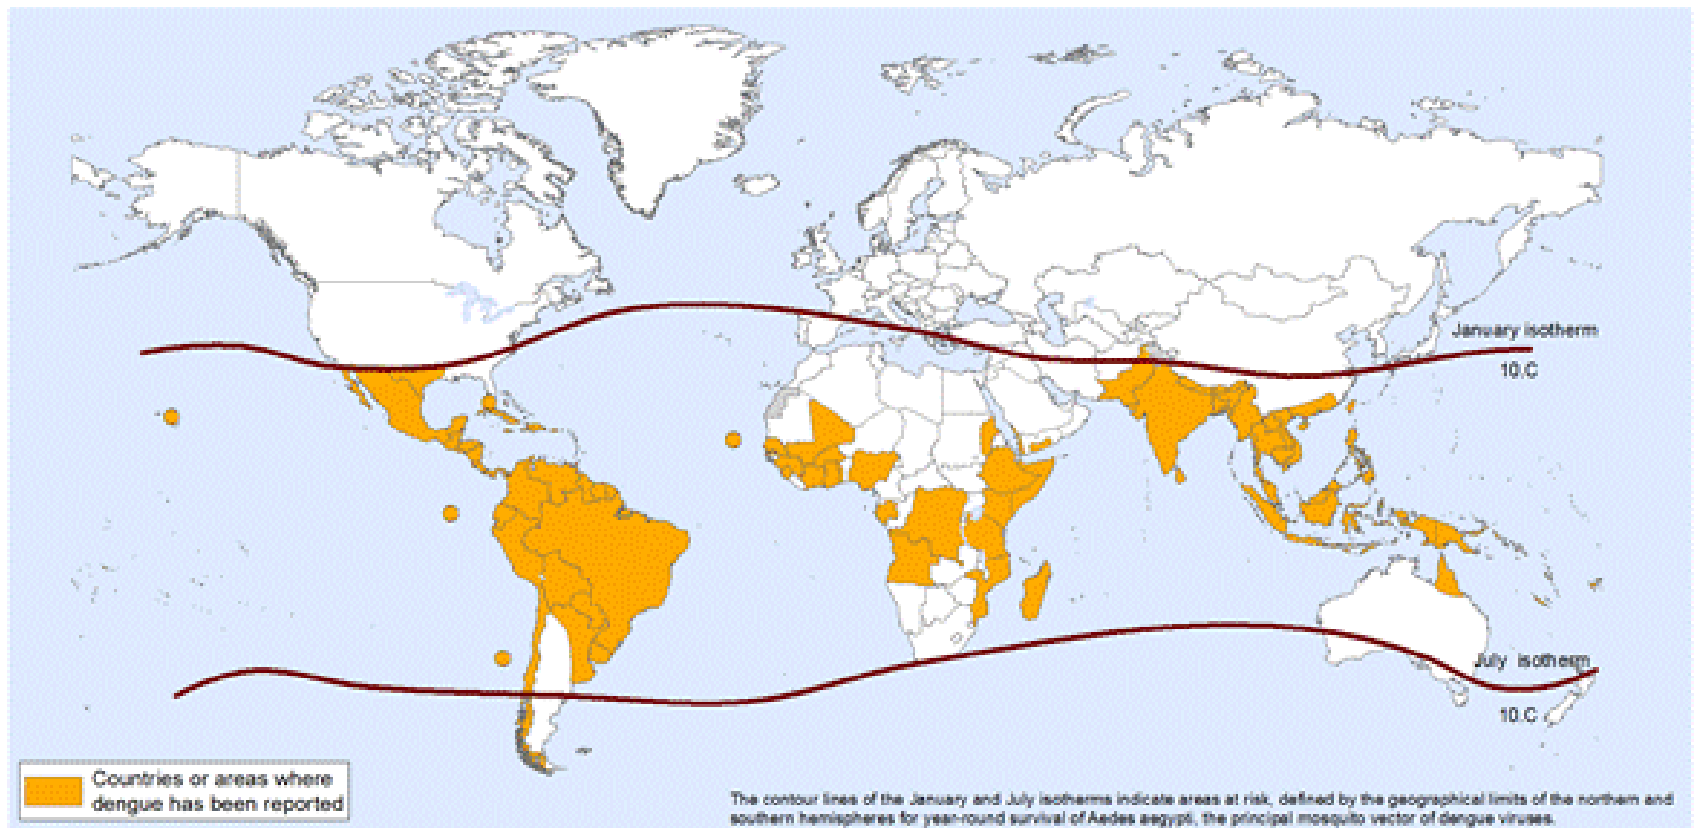 January isotherm
10.C
July isotherm
10.C
Countries or areas where
dengue has been reported
The contour lines of the January and July isotherms indicate areas at risk, defined by the geographical limits of the northern and
southern hemispheres for year-round survival of Aedes aegypti, the principal mosquito vector of dengue viruses.